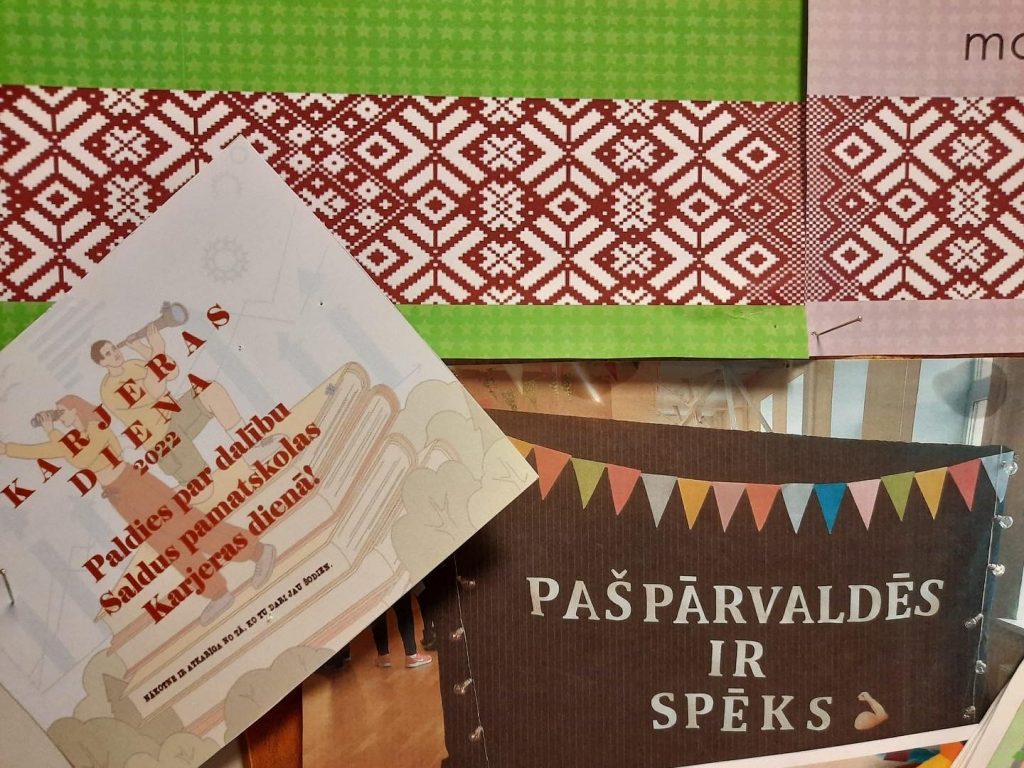 KARJERAS
DIENA
2022
Paldies par dalību
Saldus pamatskolas
Karjeras dienā!
NĀKOTNE IR ATKARĪGA NO TĀ, KO TU DARI JAU ŠODIEN.
PAŠPĀRVALDĒS
IR
SPĒKS